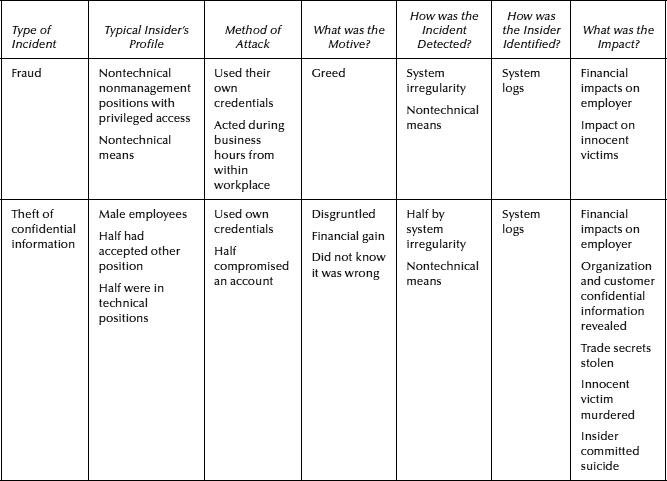 Type of
Incident
Typical Insider's
Profile
Method of
Attack
What was the
Motive?
How was the
Incident
Detected?
How was
the Insider
Identified?
What was the
Impact?
Fraud
Nontechnical
nonmanagement
positions with
privileged access
Nontechnical
means
Used their
own
credentials
Acted during
business
hours from
within
workplace
Greed
System
irregularity
Nontechnical
means
System
logs
Financial
impacts on
employer
Impact on
innocent
victims
Theft of
confidential
information
Male employees
Half had
accepted other
position
Half were in
technical
positions
Used own
credentials
Half
compromised
an account
Disgruntled
Financial gain
Did not know
it was wrong
Half by
system
irregularity
Nontechnical
means
System
logs
Financial
impacts on
employer
Organization
and customer
confidential
information
revealed
Trade secrets
stolen
Innocent
victim
murdered
Insider
committed
suicide